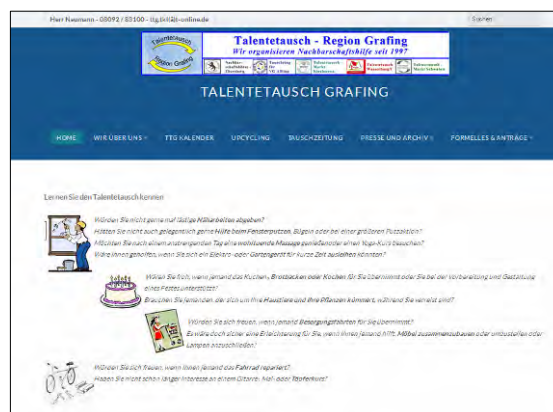 Herr Naumann - 08092 / 83100 -
Suchen
Talentetausch - Region Grafing
Wir organisieren Nachbarschaftshilfe seit 1997
Talentetausch
Region Grafing
TALENTETAUSCH GRAFING
HOME
WIR ÜBER UNS
TTG KALENDER
UPCYCLING
TAUSCHZEITUNG
PRESSE UND ARCHIV
FORMELLES & ANTRÄGE
Lernen Sie den Talentetausch kennen
Würden Sie nicht gerne mal lästige Näharbeiten abgeben?
Hätten Sie nicht auch gelegentlich gerne Hilfe beim Fensterputzen, Bügeln oder bei einer größeren Putzaktion?
Möchten Sie nach einem anstrengenden Tag eine wohltuende Massage genießen oder einen Yoga-Kurs besuchen?
Wäre Ihnen geholfen, wenn Sie sich ein Elektro- oder Gartengerät für kurze Zeit ausleihen könnten?
Wären Sie froh, wenn jemand das Kuchen-, Brotbacken oder Kochen für Sie übernimmt oder Sie bei der Vorbereitung und Gestaltung
eines Festes unterstützt?
Brauchen Sie jemanden, der sich um Ihre Haustiere und Ihre Pflanzen kümmert, während Sie verreist sind?
Würden Sie sich freuen, wenn jemand Besorgungsfahrten für Sie übernimmt?
Es wäre doch sicher eine Erleichterung für Sie, wenn Ihnen jemand hilft, Möbel zusammenzubauen oder umzustellen oder
Lampen anzuschließen?
Würden Sie sich freuen, wenn Ihnen jemand das Fahrrad repariert?
Haben Sie nicht schon länger Interesse an einem Gitarre-, Mal- oder Töpferkurs?